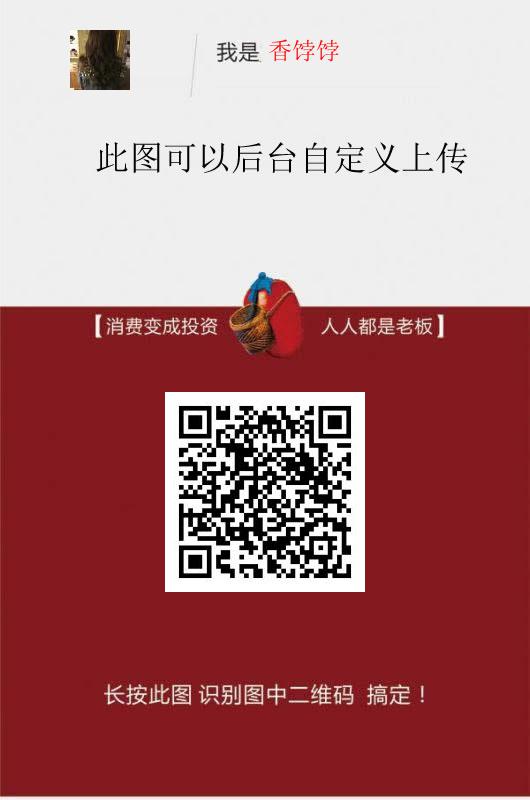 我是 香饽饽
此图可以后台自定义上传
【消费变成投资 人人都是老板】
长按此图 识别图中二维码 搞定！